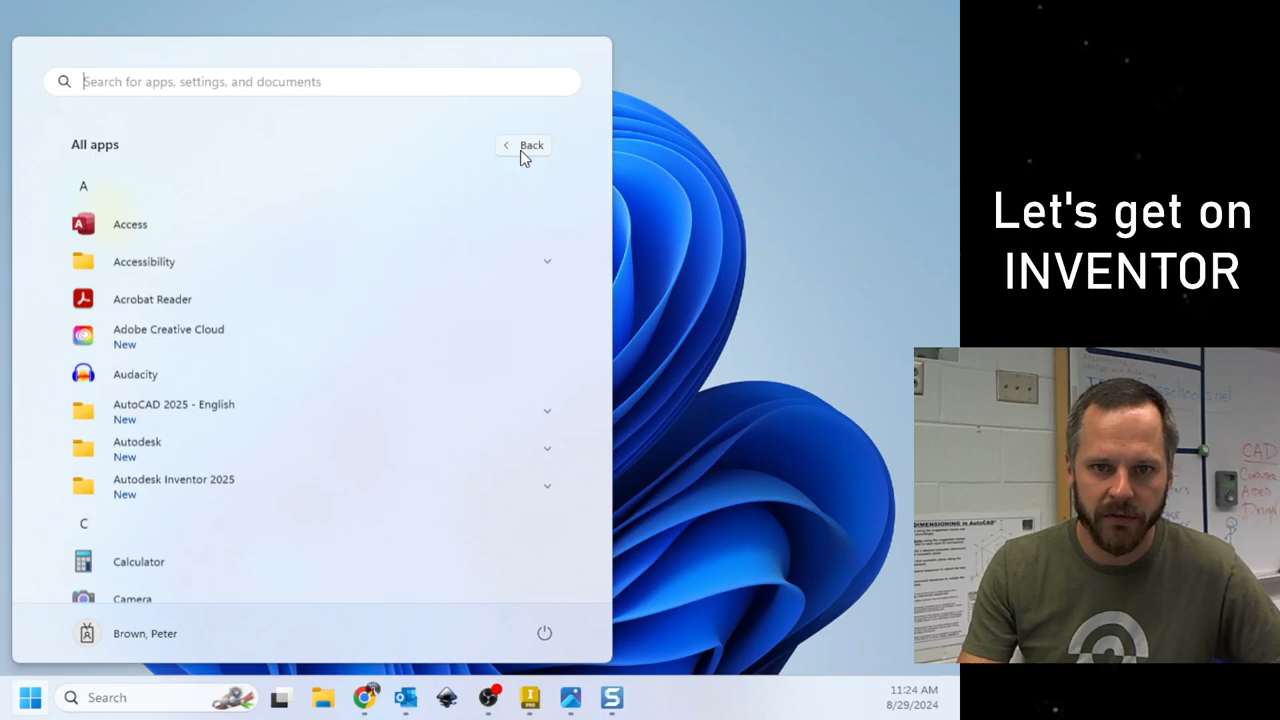 Search for apps, settings, and documents
All apps
Back
A
Access
Accessibility
Acrobat Reader
Adobe Creative Cloud
New
Audacity
AutoCAD 2025 - English
New
Autodesk
New
Autodesk Inventor 2025
New
C
Calculator
Camera
Brown, Peter
Search
11:24 AM
8/29/2024
Let's get on
INVENTOR
CAD
DIMENSIONING in AutoCAD